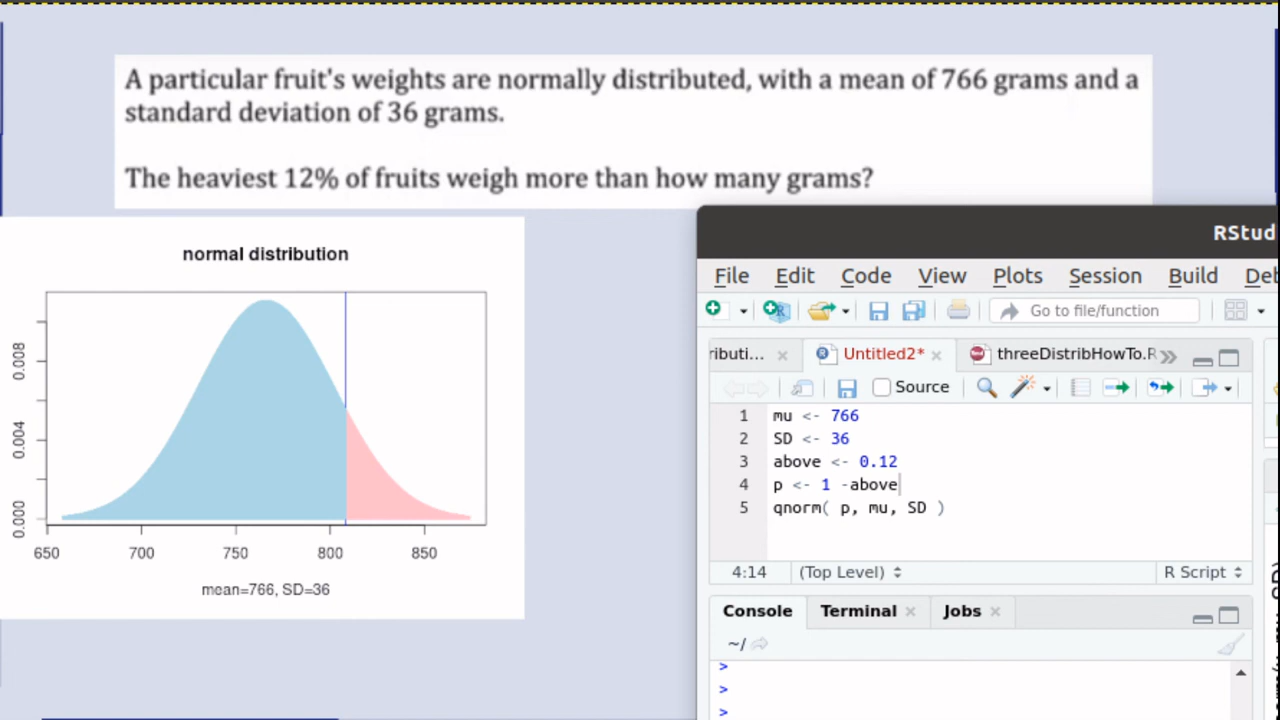 A particular fruit's weights are normally distributed, with a mean of 766 grams and a
standard deviation of 36 grams.
The heaviest 12% of fruits weigh more than how many grams?
normal distribution
0.008
0.004
0.000
650 700 750 800 850
mean=766, SD=36
RStud
File Edit Code View Plots Session Build Deb
Go to file/function
ributi... Untitled2* threeDistribHowTo.R
Source
1 mu <- 766
2 SD <- 36
3 above <- 0.12
4 p <- 1 -above
5 qnorm( p, mu, SD )
4:14 (Top Level) R Script
Console Terminal Jobs
~/
>
>
>